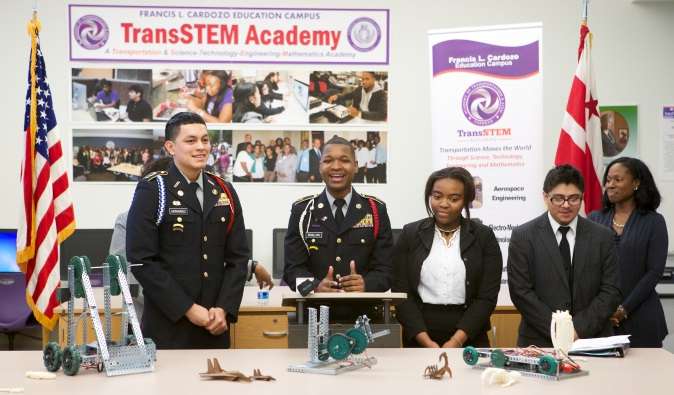 FRANCIS L. CARDOZO EDUCATION CAMPUS
TransSTEM Academy
A Transportation & Science-Technology-Engineering-Mathematics Academy
Francis L. Cardozo
Education Campus
TransSTEM
Transportation Makes the World
Through Science, Technology,
Engineering and Mathematics
Aerospace
Engineering